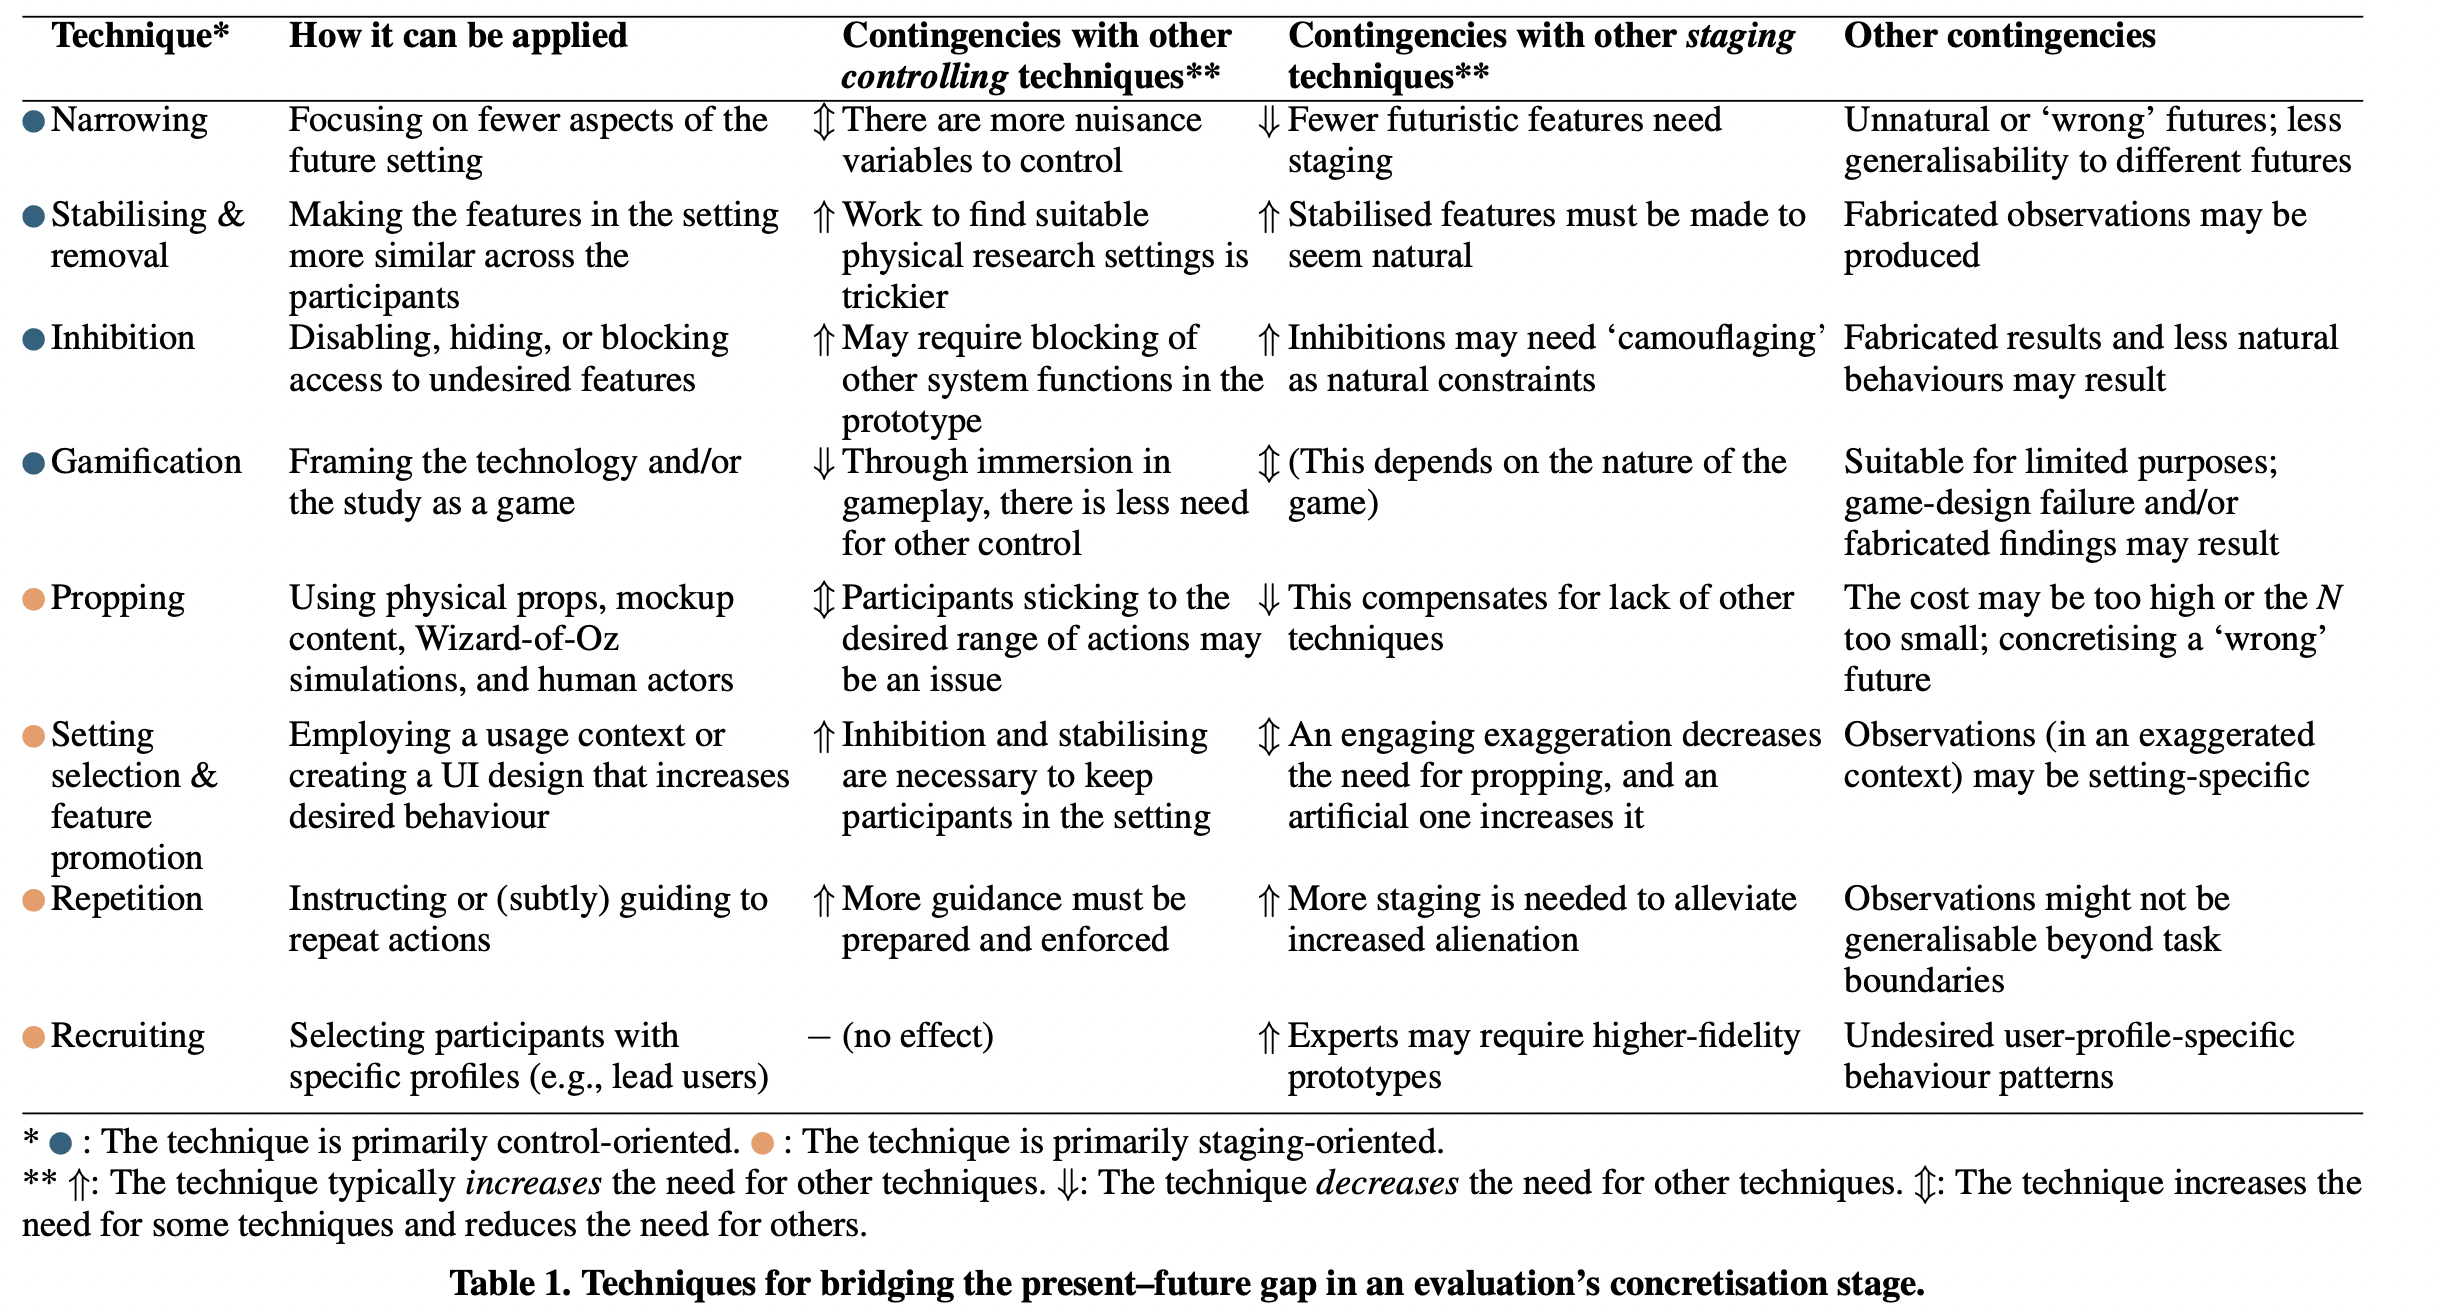 Technique* How it can be applied Contingencies with other controlling techniques** Contingencies with other staging techniques** Other contingencies
● Narrowing Focusing on fewer aspects of the future setting ⇕ There are more nuisance variables to control ⇓ Fewer futuristic features need staging Unnatural or ‘wrong’ futures; less generalisability to different futures
● Stabilising & removal Making the features in the setting more similar across the participants ⇑ Work to find suitable physical research settings is trickier ⇑ Stabilised features must be made to seem natural Fabricated observations may be produced
● Inhibition Disabling, hiding, or blocking access to undesired features ⇑ May require blocking of other system functions in the prototype ⇑ Inhibitions may need ‘camouflaging’ as natural constraints Fabricated results and less natural behaviours may result
● Gamification Framing the technology and/or the study as a game ⇓ Through immersion in gameplay, there is less need for other control ⇕ (This depends on the nature of the game) Suitable for limited purposes; game-design failure and/or fabricated findings may result
● Propping Using physical props, mockup content, Wizard-of-Oz simulations, and human actors ⇕ Participants sticking to the desired range of actions may be an issue ⇓ This compensates for lack of other techniques The cost may be too high or the N too small; concretising a ‘wrong’ future
● Setting selection & feature promotion Employing a usage context or creating a UI design that increases desired behaviour ⇑ Inhibition and stabilising are necessary to keep participants in the setting ⇕ An engaging exaggeration decreases the need for propping, and an artificial one increases it Observations (in an exaggerated context) may be setting-specific
● Repetition Instructing or (subtly) guiding to repeat actions ⇑ More guidance must be prepared and enforced ⇑ More staging is needed to alleviate increased alienation Observations might not be generalisable beyond task boundaries
● Recruiting Selecting participants with specific profiles (e.g., lead users) – (no effect) ⇑ Experts may require higher-fidelity prototypes Undesired user-profile-specific behaviour patterns
* ● : The technique is primarily control-oriented. ● : The technique is primarily staging-oriented.
** ⇑: The technique typically increases the need for other techniques. ⇓: The technique decreases the need for other techniques. ⇕: The technique increases the
need for some techniques and reduces the need for others.
Table 1. Techniques for bridging the present–future gap in an evaluation’s concretisation stage.